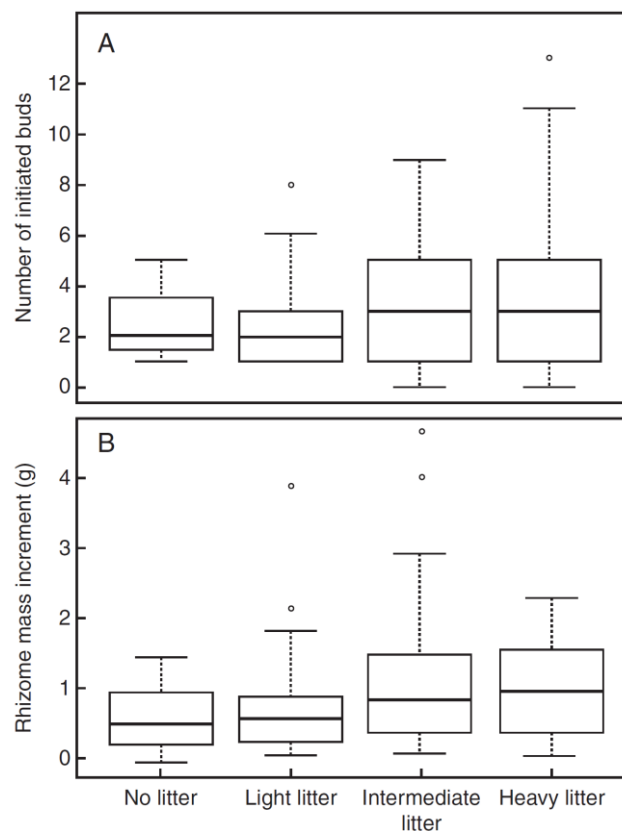 A
Number of initiated buds
12
10
8
6
4
2
0
B
Rhizome mass increment (g)
4
3
2
1
0
No litter
Light litter
Intermediate
litter
Heavy litter